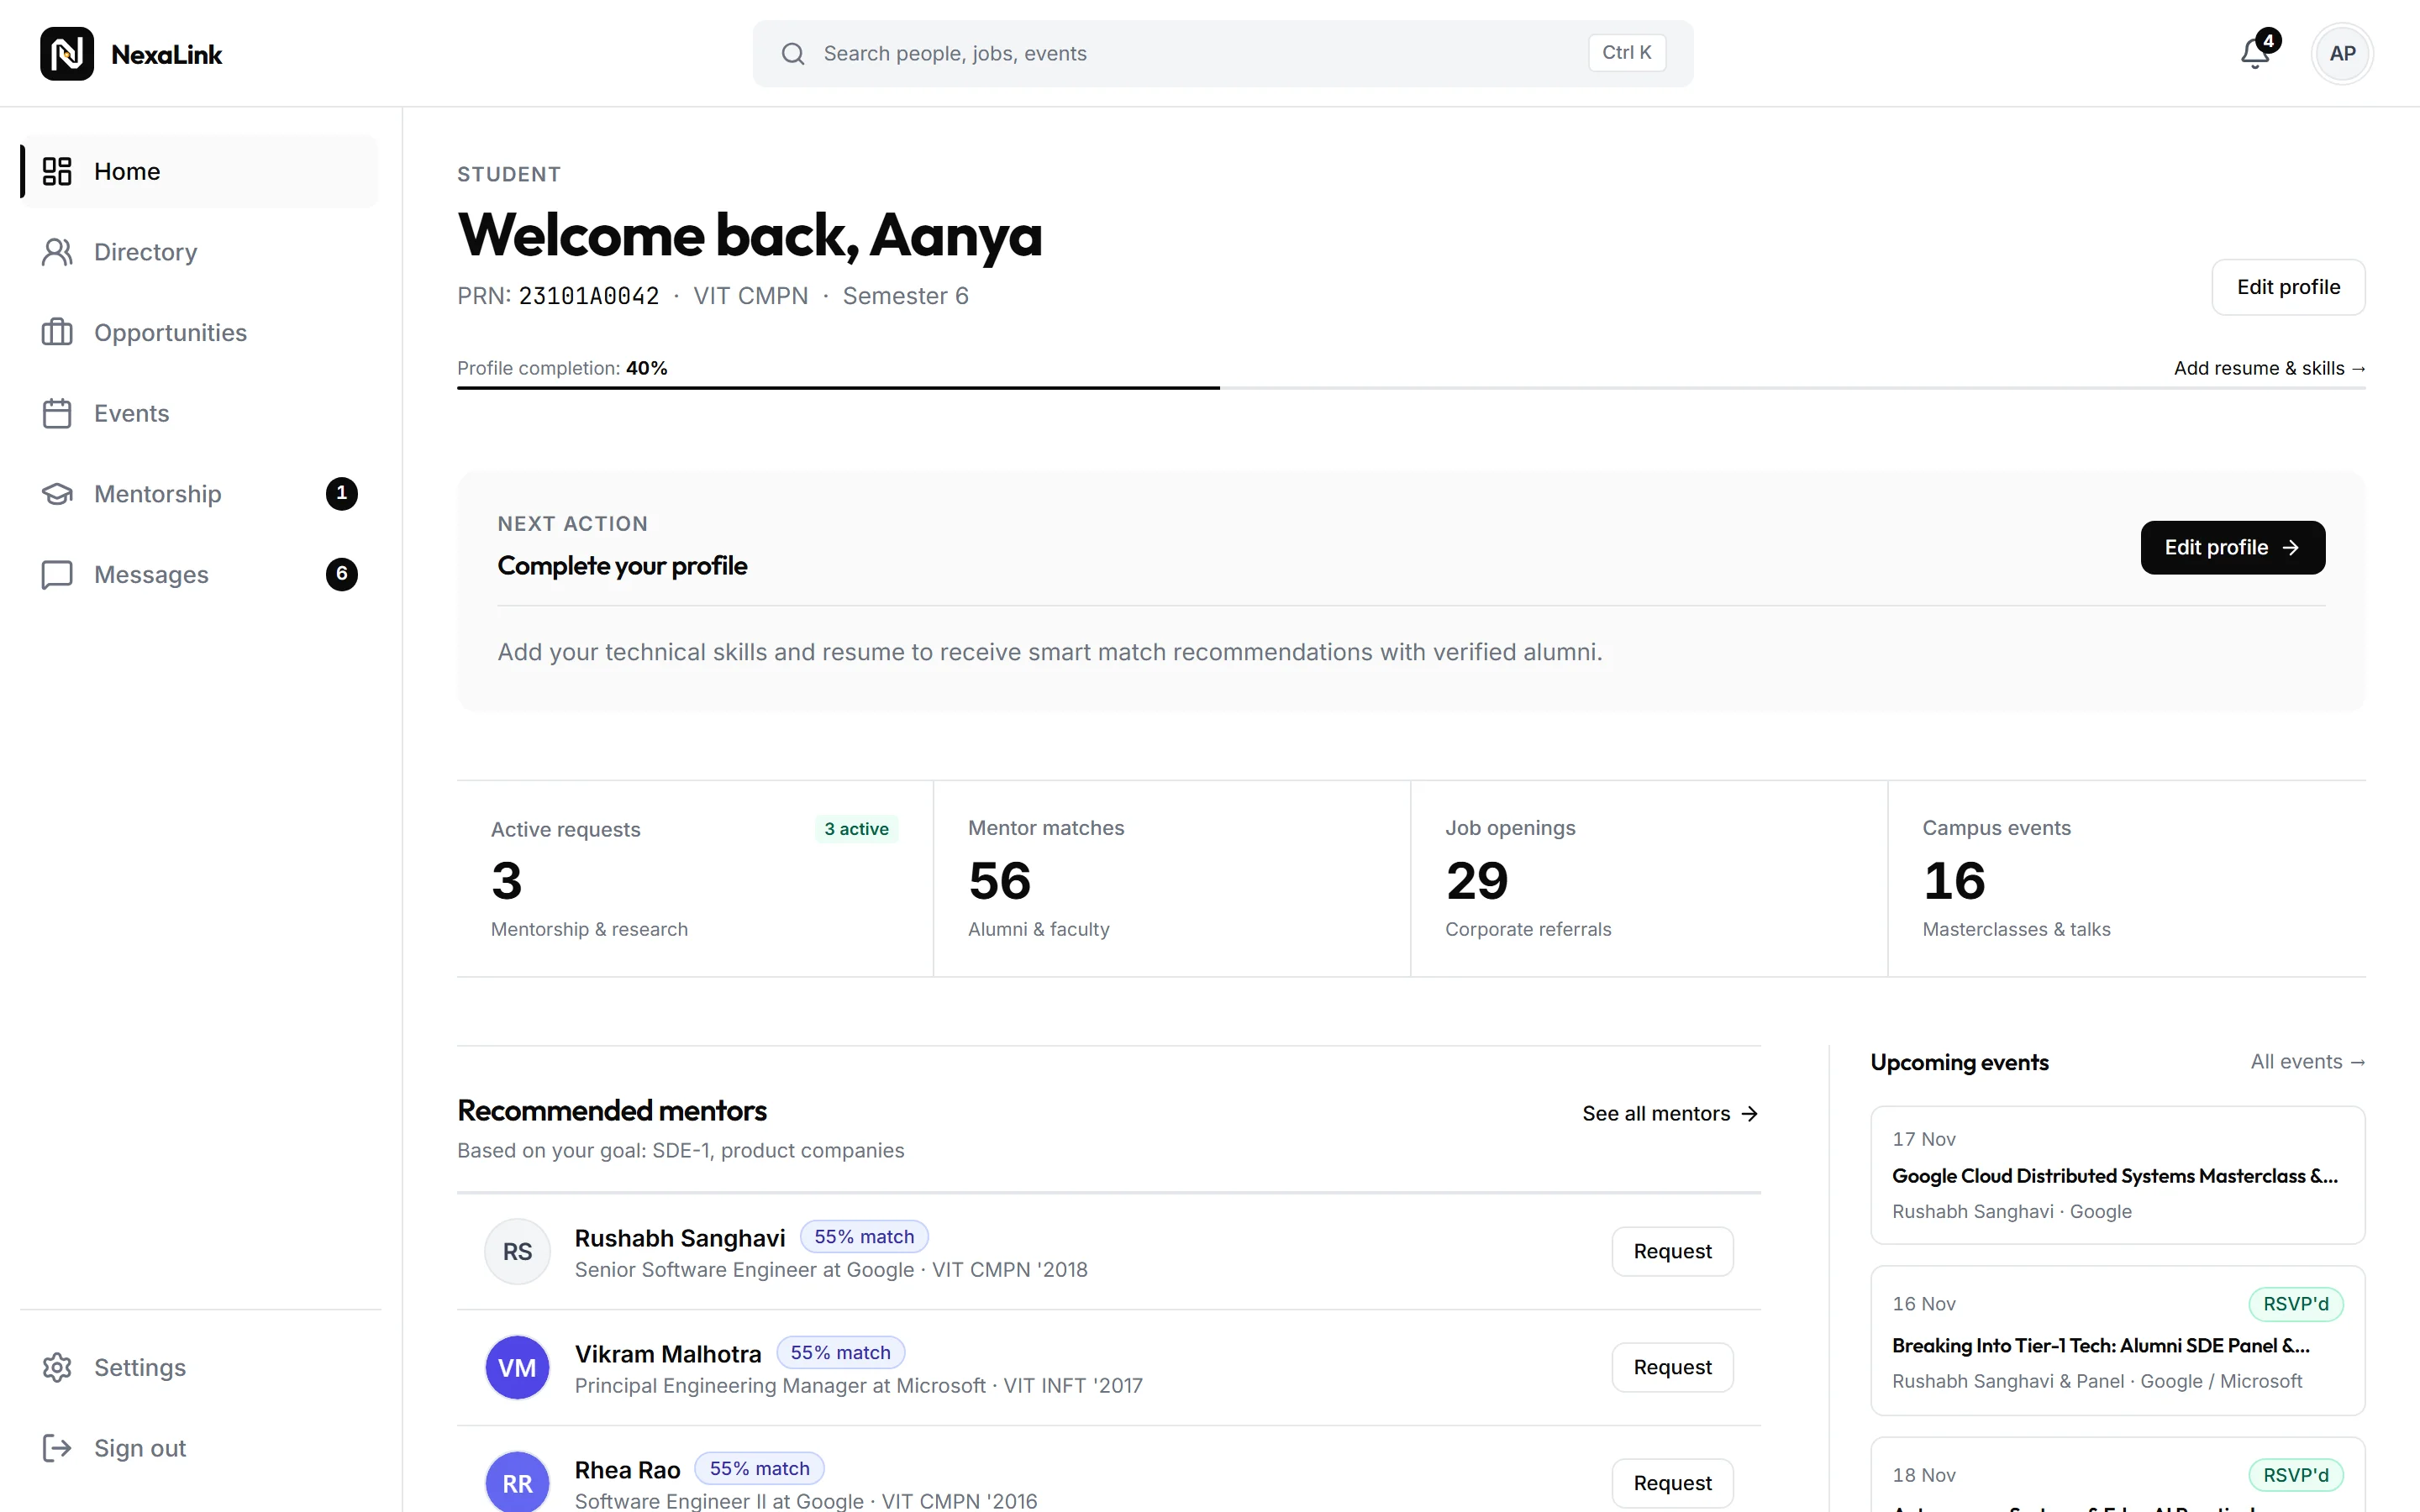 NexaLink
Search people, jobs, events
Ctrl K
4
AP
Home
Directory
Opportunities
Events
Mentorship
1
Messages
6
Settings
Sign out
STUDENT
Welcome back, Aanya
PRN: 23101A0042 · VIT CMPN · Semester 6
Edit profile
Profile completion: 40%
Add resume & skills →
NEXT ACTION
Complete your profile
Edit profile →
Add your technical skills and resume to receive smart match recommendations with verified alumni.
Active requests
3 active
3
Mentorship & research
Mentor matches
56
Alumni & faculty
Job openings
29
Corporate referrals
Campus events
16
Masterclasses & talks
Recommended mentors
See all mentors →
Based on your goal: SDE-1, product companies
RS
Rushabh Sanghavi
55% match
Senior Software Engineer at Google · VIT CMPN '2018
Request
VM
Vikram Malhotra
55% match
Principal Engineering Manager at Microsoft · VIT INFT '2017
Request
RR
Rhea Rao
55% match
Software Engineer II at Google · VIT CMPN '2016
Request
Upcoming events
All events →
17 Nov
Google Cloud Distributed Systems Masterclass &...
Rushabh Sanghavi · Google
16 Nov
RSVP'd
Breaking Into Tier-1 Tech: Alumni SDE Panel &...
Rushabh Sanghavi & Panel · Google / Microsoft
18 Nov
RSVP'd